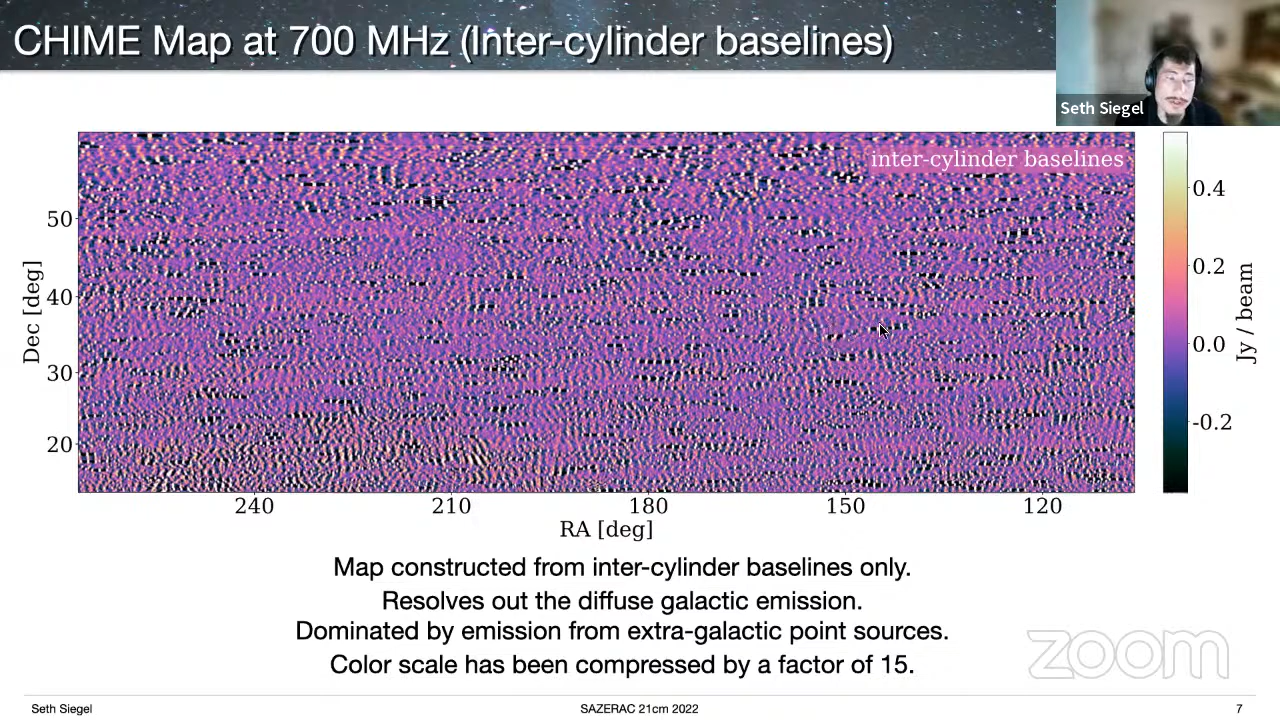 CHIME Map at 700 MHz (Inter-cylinder baselines)
Seth Siegel
inter-cylinder baselines
50
40
30
20
Dec [deg]
240
210
180
150
120
RA [deg]
0.4
0.2
0.0
-0.2
Jy / beam
Map constructed from inter-cylinder baselines only.
Resolves out the diffuse galactic emission.
Dominated by emission from extra-galactic point sources.
Color scale has been compressed by a factor of 15.
zoom
Seth Siegel
SAZERAC 21cm 2022
7